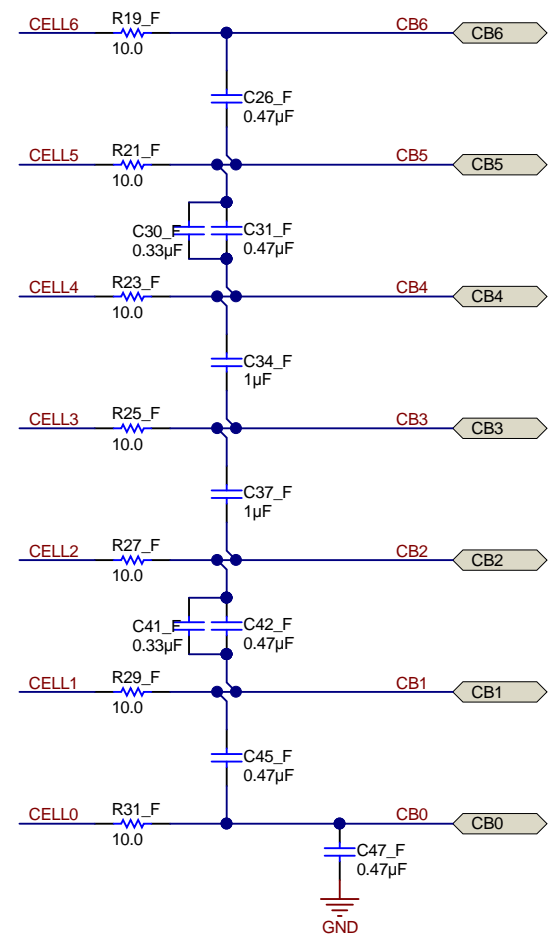 CELL6
R19_F
10.0
CB6
CB6
C26_F
0.47µF
CELL5
R21_F
10.0
CB5
CB5
C30_F
0.33µF
C31_F
0.47µF
CELL4
R23_F
10.0
CB4
CB4
C34_F
1µF
CELL3
R25_F
10.0
CB3
CB3
C37_F
1µF
CELL2
R27_F
10.0
CB2
CB2
C41_F
0.33µF
C42_F
0.47µF
CELL1
R29_F
10.0
CB1
CB1
C45_F
0.47µF
CELL0
R31_F
10.0
CB0
CB0
C47_F
0.47µF
GND